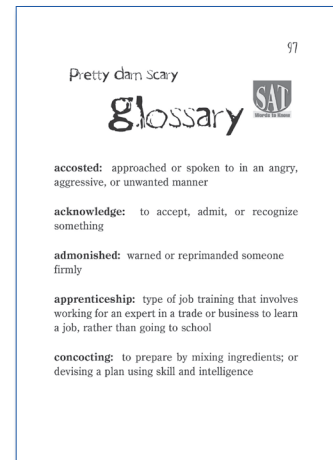 97
Pretty darn scary
glossary
SAT
Words to Know
accosted: approached or spoken to in an angry,
aggressive, or unwanted manner
acknowledge: to accept, admit, or recognize
something
admonished: warned or reprimanded someone
firmly
apprenticeship: type of job training that involves
working for an expert in a trade or business to learn
a job, rather than going to school
concocting: to prepare by mixing ingredients; or
devising a plan using skill and intelligence